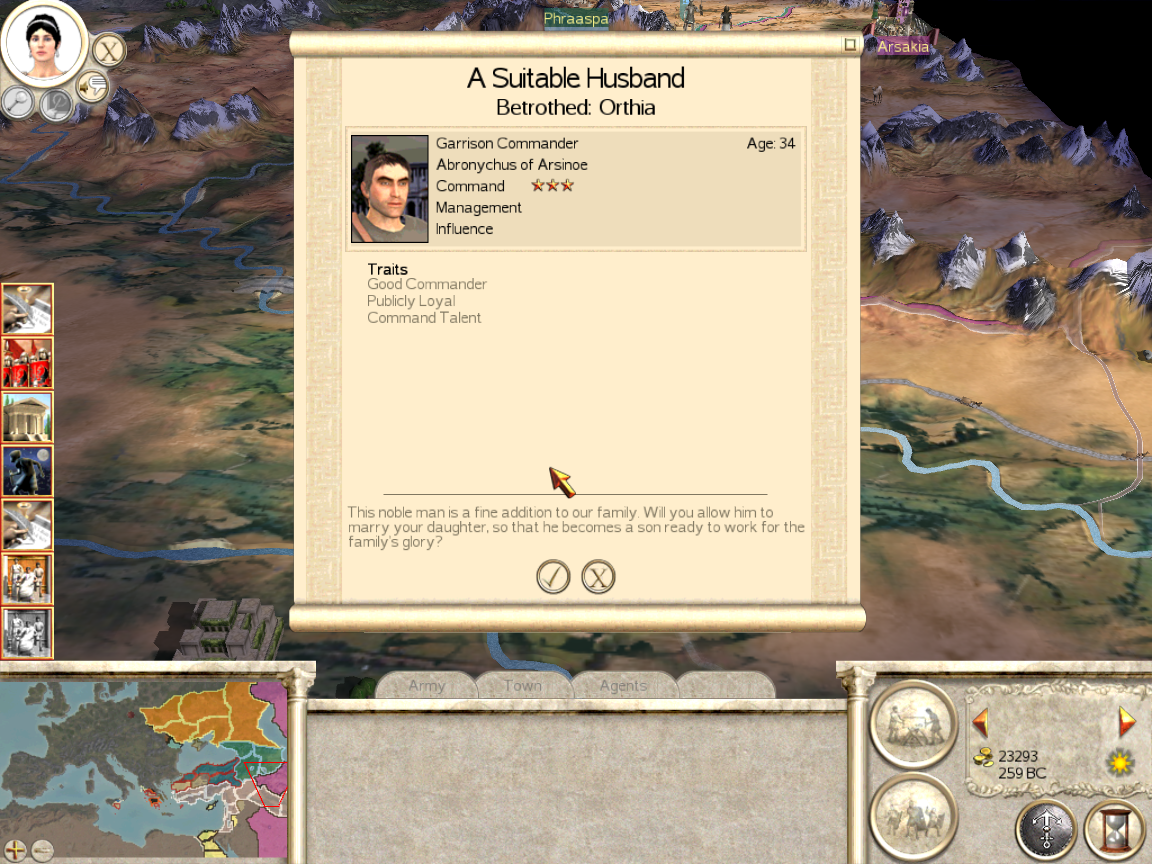 Phraaspa
Arsakia
A Suitable Husband
Betrothed: Orthia
Garrison Commander
Age: 34
Abronychus of Arsinoe
Command
Management
Influence
Traits
Good Commander
Publicly Loyal
Command Talent
This noble man is a fine addition to our family. Will you allow him to
marry your daughter, so that he becomes a son ready to work for the
family's glory?
Army
Town
Agents
23293
259 BC